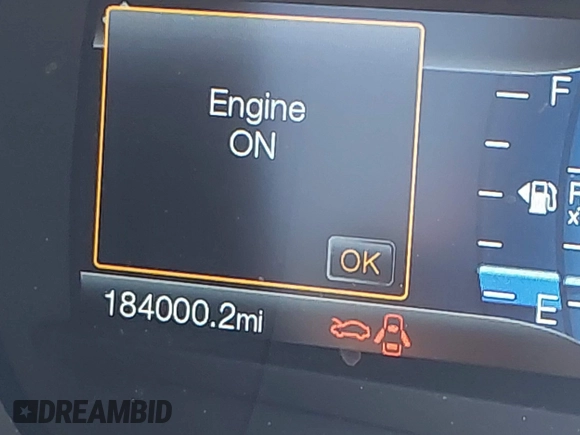 Engine
ON
OK
184000.2mi
F
E
DREAMBID